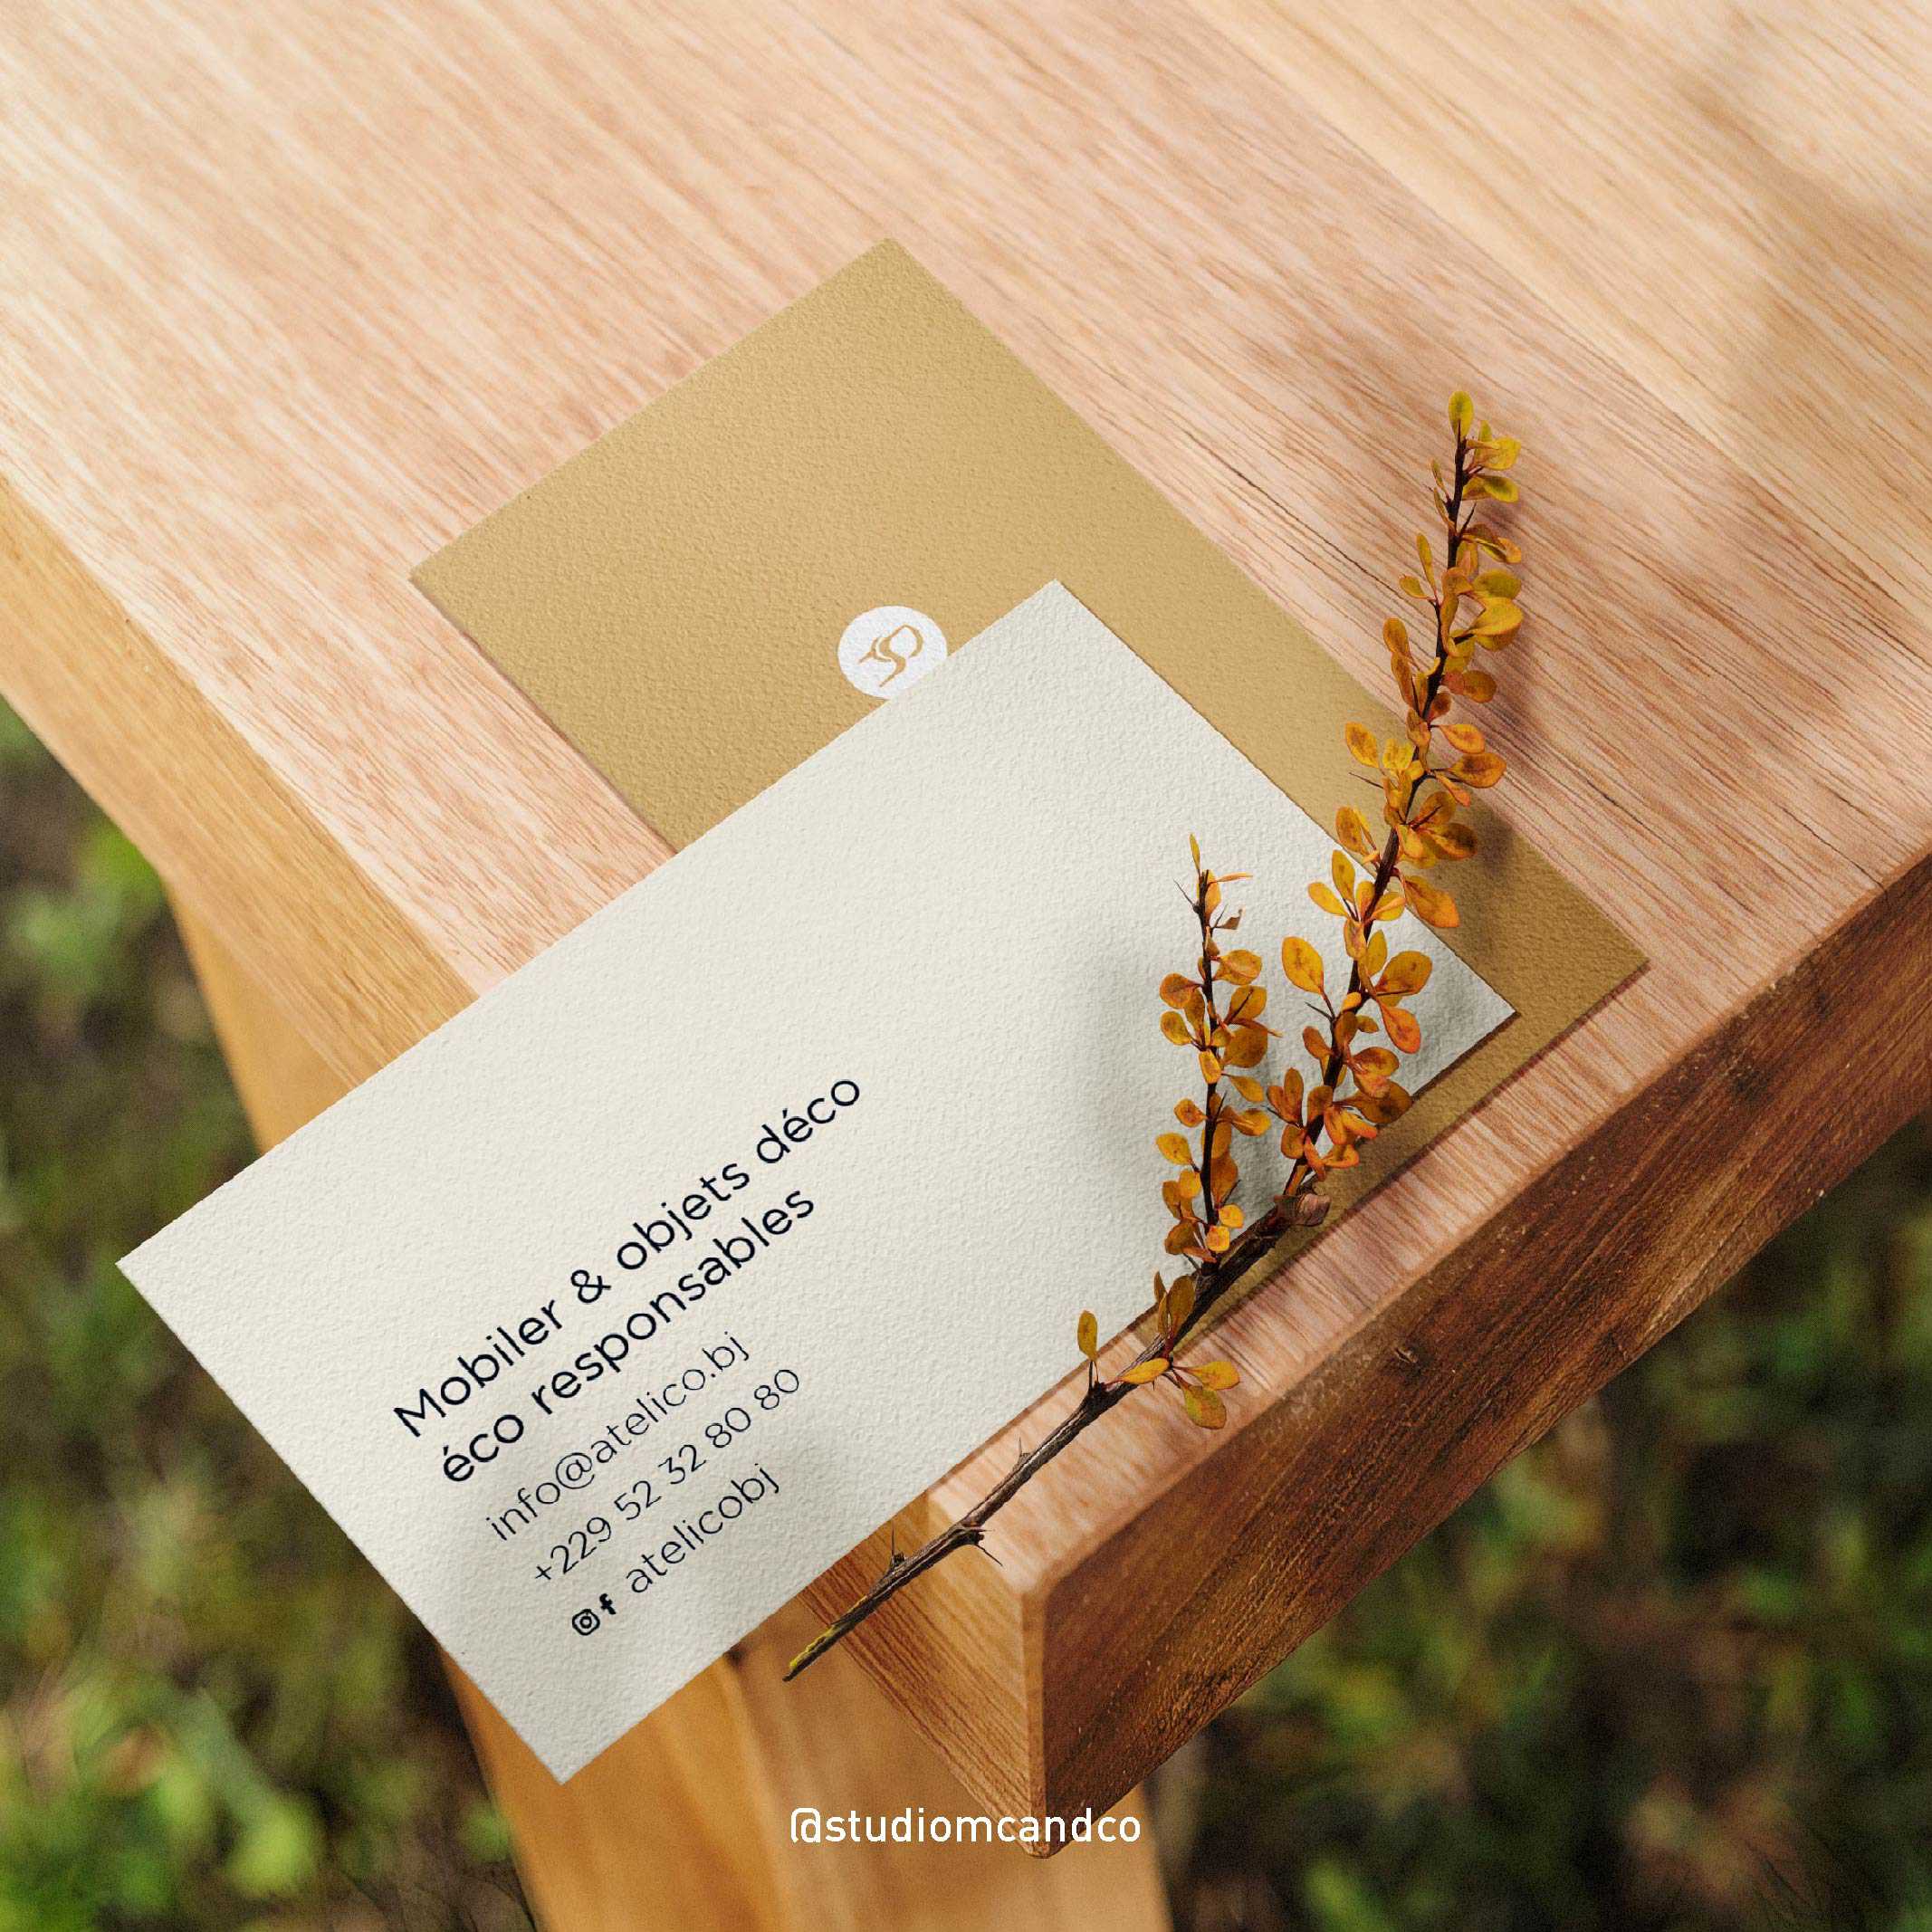 Mobiler & objets déco
éco responsables
info@atelico.bj
+229 52 32 80 80
atelicobj
@studiomcandco